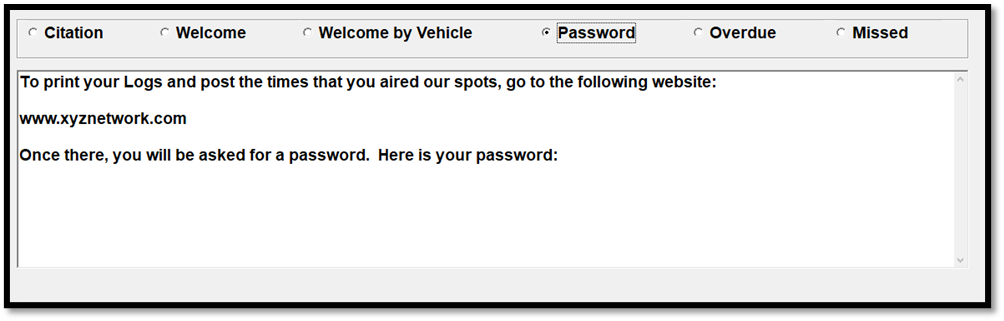 Citation Welcome Welcome by Vehicle Password Overdue Missed
To print your Logs and post the times that you aired our spots, go to the following website:
www.xyznetwork.com
Once there, you will be asked for a password.  Here is your password: